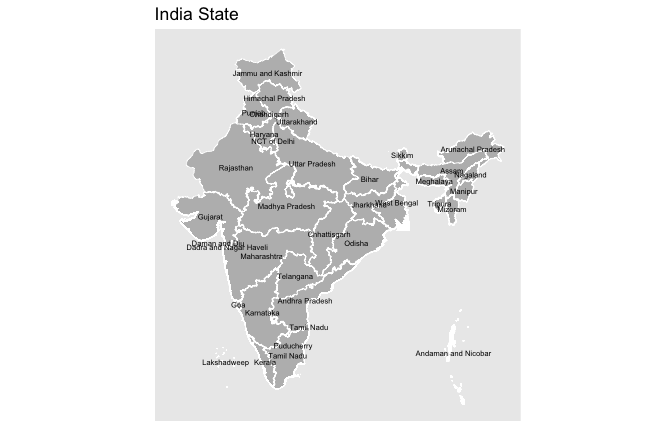 India State
Jammu and Kashmir
Himachal Pradesh
Punjab
Chandigarh
Uttarakhand
Haryana
NCT of Delhi
Rajasthan
Uttar Pradesh
Sikkim
Arunachal Pradesh
Assam
Nagaland
Meghalaya
Bihar
Manipur
Gujarat
Madhya Pradesh
Jharkhand
West Bengal
Tripura
Mizoram
Chhattisgarh
Daman and Diu
Dadra and Nagar Haveli
Odisha
Maharashtra
Telangana
Goa
Andhra Pradesh
Karnataka
Tamil Nadu
Puducherry
Tamil Nadu
Lakshadweep
Kerala
Andaman and Nicobar